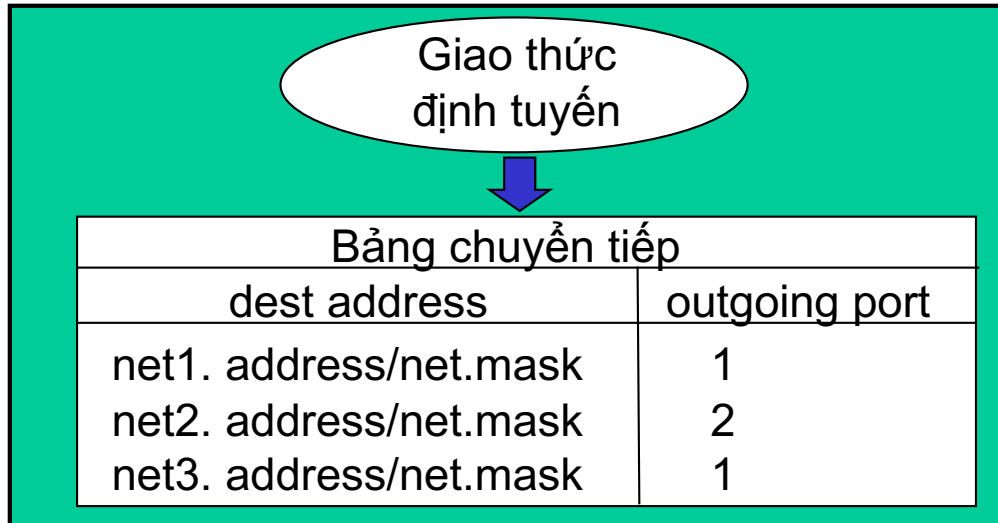 Giao thức
định tuyến
Bảng chuyển tiếp
dest address outgoing port
net1. address/net.mask 1
net2. address/net.mask 2
net3. address/net.mask 1